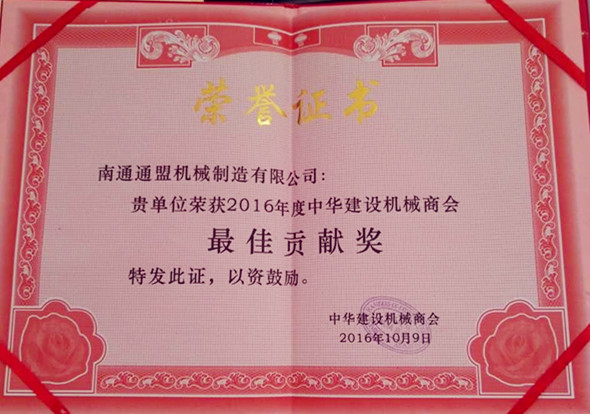 荣誉证书
南通通盟机械制造有限公司：
贵单位荣获2016年度中华建设机械商会
最佳贡献奖
特发此证，以资鼓励。
中华建设机械商会
2016年10月9日